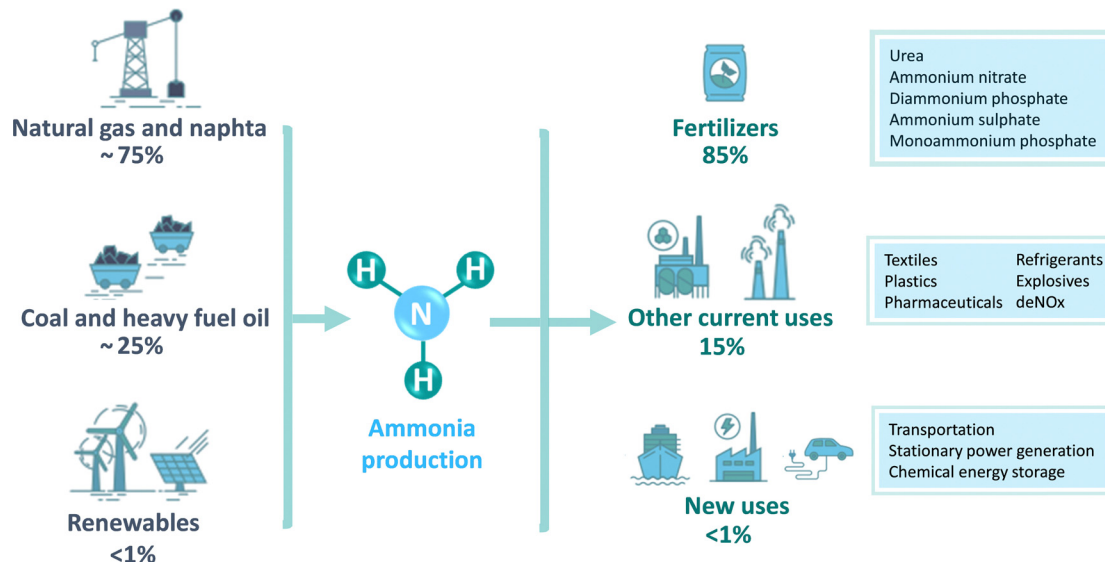 Natural gas and naphta
~ 75%
Coal and heavy fuel oil
~ 25%
Renewables
<1%
H
H
N
H
Ammonia
production
Fertilizers
85%
Other current uses
15%
New uses
<1%
Urea
Ammonium nitrate
Diammonium phosphate
Ammonium sulphate
Monoammonium phosphate
Textiles Refrigerants
Plastics Explosives
Pharmaceuticals deNOx
Transportation
Stationary power generation
Chemical energy storage